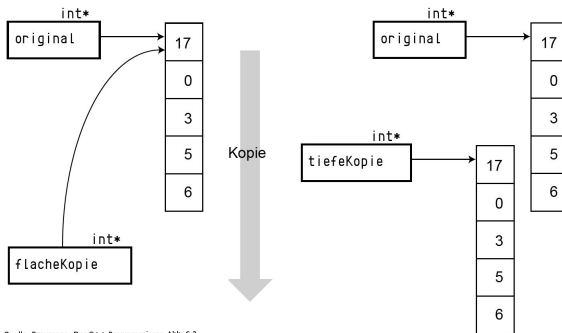 int*
original
17
0
3
5
6
flacheKopie
int*
Kopie
int*
original
17
0
3
5
6
int*
tiefeKopie
17
0
3
5
6